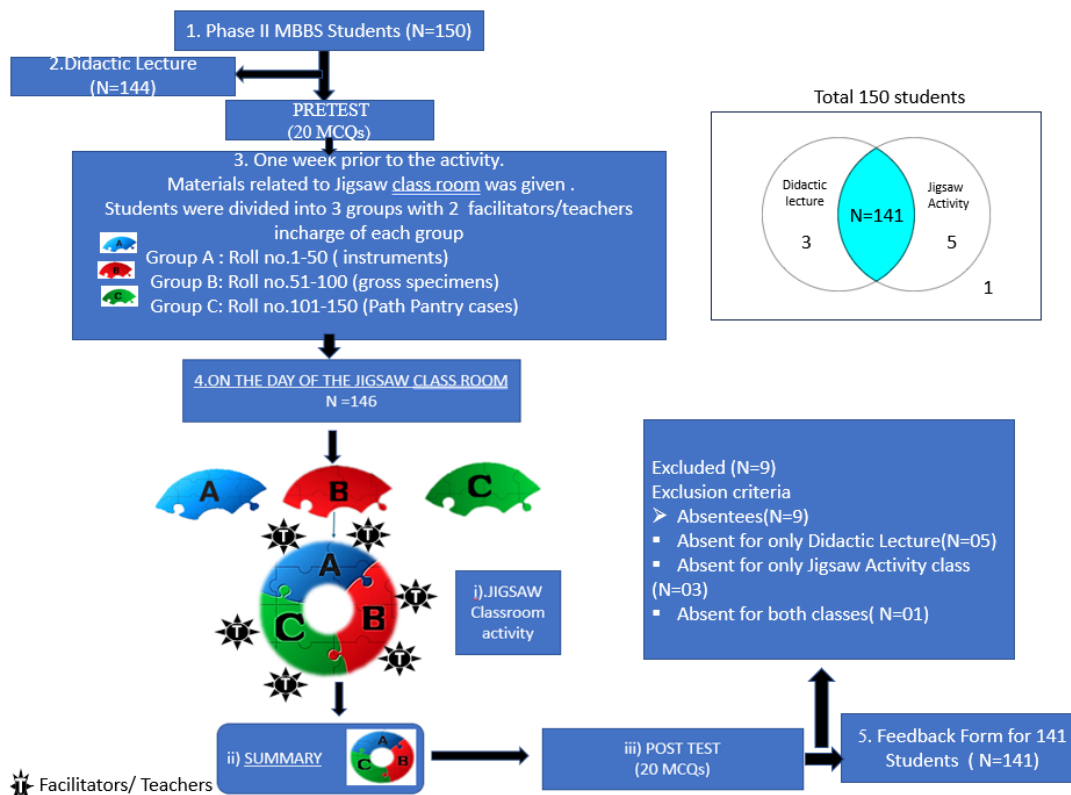 1. Phase II MBBS Students (N=150)
2.Didactic Lecture
(N=144)
PRETEST
(20 MCQs)
3. One week prior to the activity.
Materials related to Jigsaw class room was given .
Students were divided into 3 groups with 2 facilitators/teachers
incharge of each group
A
Group A : Roll no.1-50 ( instruments)
B
Group B: Roll no.51-100 (gross specimens)
C
Group C: Roll no.101-150 (Path Pantry cases)
Total 150 students
Didactic
lecture
3
N=141
Jigsaw
Activity
5
1
4.ON THE DAY OF THE JIGSAW CLASS ROOM
N =146
A
B
C
T
T
A
T
B
C
T
T
T
i).JIGSAW
Classroom
activity
Excluded (N=9)
Exclusion criteria
➢ Absentees(N=9)
▪ Absent for only Didactic Lecture(N=05)
▪ Absent for only Jigsaw Activity class
(N=03)
▪ Absent for both classes( N=01)
ii) SUMMARY
A
B
C
iii) POST TEST
(20 MCQs)
5. Feedback Form for 141
Students ( N=141)
T
Facilitators/ Teachers